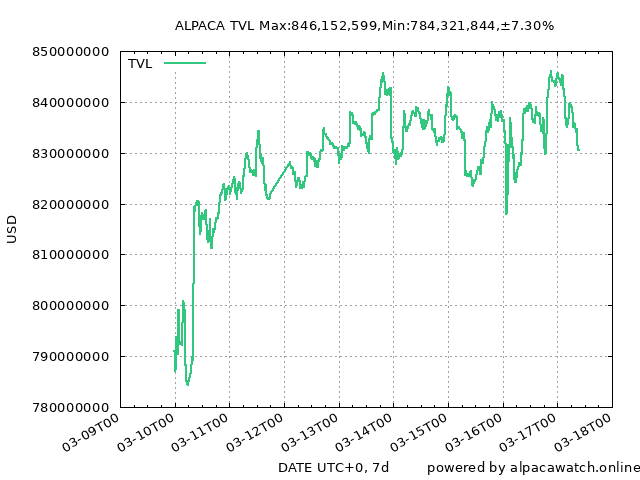 ALPACA TVL Max:846,152,599,Min:784,321,844,±7.30%
850000000
TVL
840000000
830000000
820000000
USD
810000000
800000000
790000000
780000000
03-09T00 03-10T00 03-11T00 03-12T00 03-13T00 03-14T00 03-15T00 03-16T00 03-17T00 03-18T00
DATE UTC+0, 7d powered by alpacawatch.online